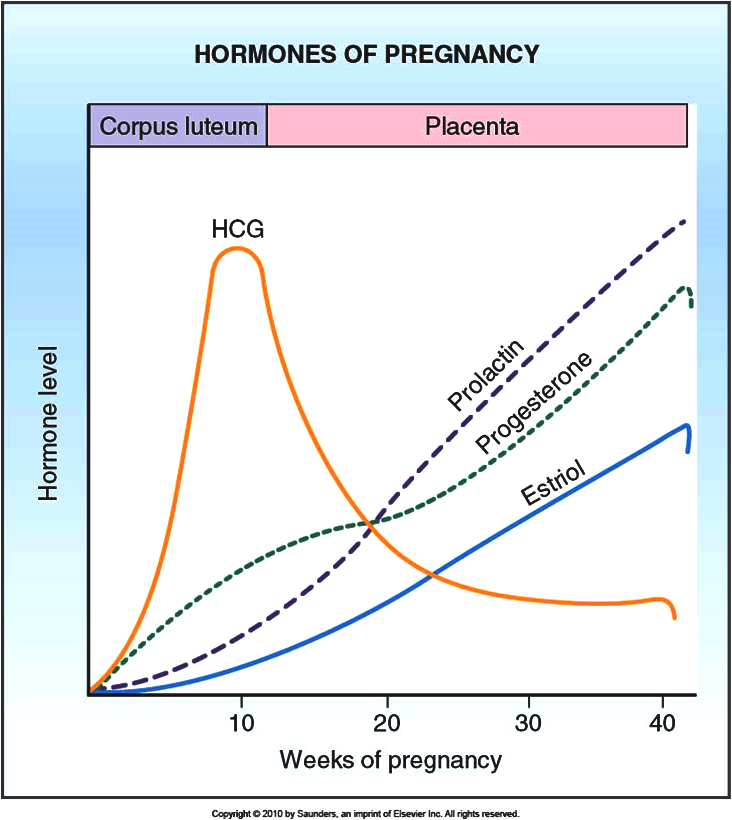 HORMONES OF PREGNANCY
Corpus luteum
Placenta
HCG
Prolactin
Progesterone
Estriol
Hormone level
10
20
30
40
Weeks of pregnancy
Copyright © 2010 by Saunders, an imprint of Elsevier Inc. All rights reserved.